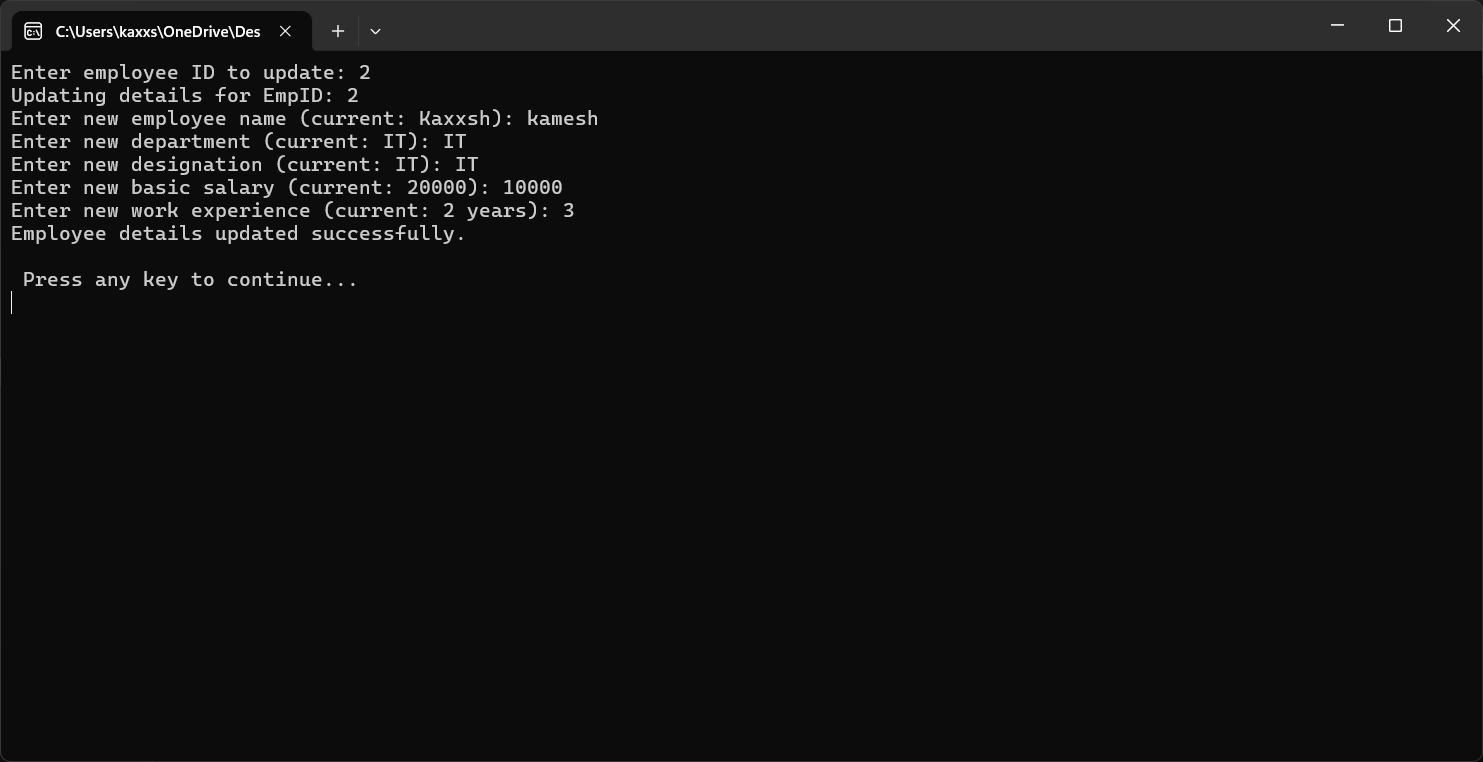 C:\Users\kaxxs\OneDrive\Des
Enter employee ID to update: 2
Updating details for EmpID: 2
Enter new employee name (current: Kaxxsh): kamesh
Enter new department (current: IT): IT
Enter new designation (current: IT): IT
Enter new basic salary (current: 20000): 10000
Enter new work experience (current: 2 years): 3
Employee details updated successfully.
Press any key to continue...